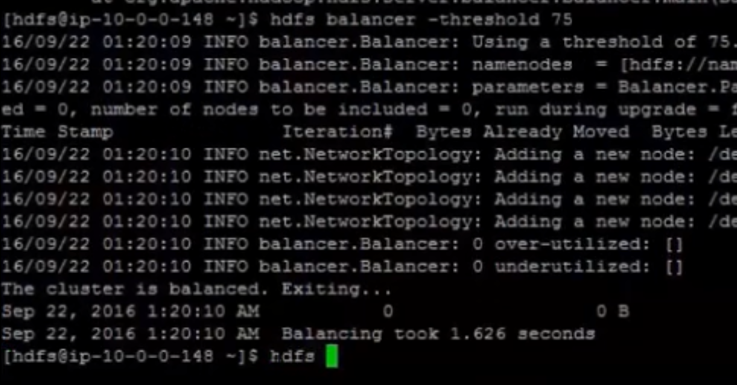 at org.apache.hadoop.hdfs.server.balancer.Balancer.main(B
[hdfs@ip-10-0-0-148 ~]$ hdfs balancer -threshold 75
16/09/22 01:20:09 INFO balancer.Balancer: Using a threshold of 75.
16/09/22 01:20:09 INFO balancer.Balancer: namenodes  = [hdfs://nam
16/09/22 01:20:09 INFO balancer.Balancer: parameters = Balancer.Pa
ed = 0, number of nodes to be included = 0, run during upgrade = f
Time Stamp               Iteration#  Bytes Already Moved  Bytes Le
16/09/22 01:20:10 INFO net.NetworkTopology: Adding a new node: /de
16/09/22 01:20:10 INFO net.NetworkTopology: Adding a new node: /de
16/09/22 01:20:10 INFO net.NetworkTopology: Adding a new node: /de
16/09/22 01:20:10 INFO net.NetworkTopology: Adding a new node: /de
16/09/22 01:20:10 INFO balancer.Balancer: 0 over-utilized: []
16/09/22 01:20:10 INFO balancer.Balancer: 0 underutilized: []
The cluster is balanced. Exiting...
Sep 22, 2016 1:20:10 AM           0                  0 B
Sep 22, 2016 1:20:10 AM  Balancing took 1.626 seconds
[hdfs@ip-10-0-0-148 ~]$ hdfs